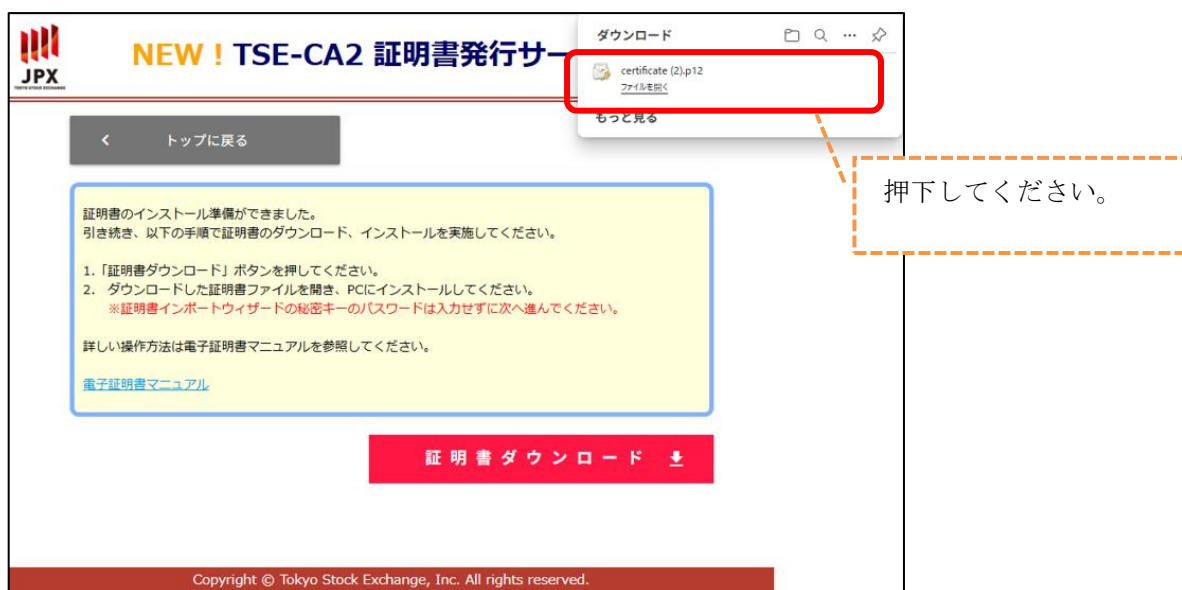 JPX
TOKYO STOCK EXCHANGE
NEW！TSE-CA2 証明書発行サー
ダウンロード
certificate (2).p12
ファイルを開く
もっと見る
トップに戻る
押下してください。
証明書のインストール準備ができました。
引き続き、以下の手順で証明書のダウンロード、インストールを実施してください。
1.「証明書ダウンロード」ボタンを押してください。
2. ダウンロードした証明書ファイルを開き、PCにインストールしてください。
※証明書インポートウィザードの秘密キーのパスワードは入力せずに次へ進んでください。
詳しい操作方法は電子証明書マニュアルを参照してください。
電子証明書マニュアル
証明書ダウンロード
Copyright © Tokyo Stock Exchange, Inc. All rights reserved.